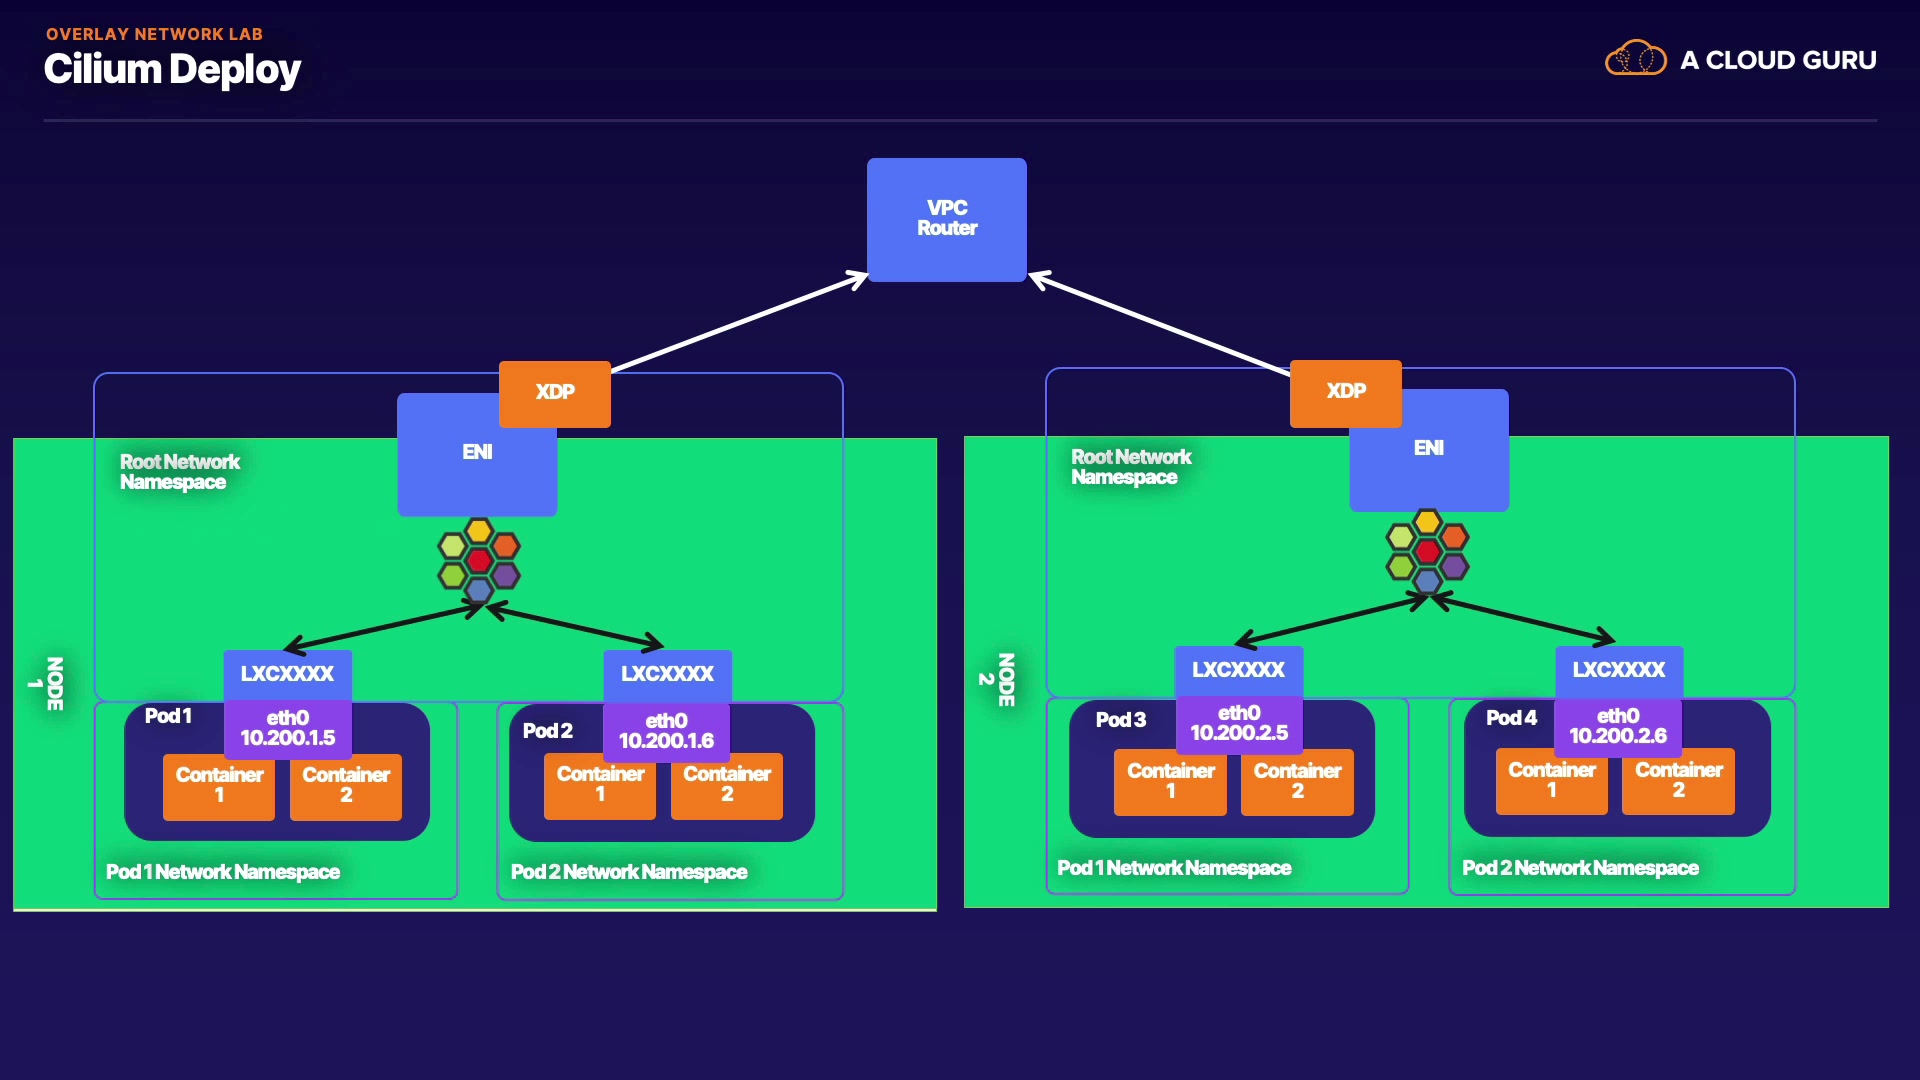 OVERLAY NETWORK LAB
Cilium Deploy
A CLOUD GURU
VPC
Router
XDP
ENI
Root Network
Namespace
NODE
1
LXCXXXX
LXCXXXX
Pod 1
eth0
10.200.1.5
Container
1
Container
2
Pod 1 Network Namespace
Pod 2
eth0
10.200.1.6
Container
1
Container
2
Pod 2 Network Namespace
XDP
ENI
Root Network
Namespace
NODE
2
LXCXXXX
LXCXXXX
Pod 3
eth0
10.200.2.5
Container
1
Container
2
Pod 1 Network Namespace
Pod 4
eth0
10.200.2.6
Container
1
Container
2
Pod 2 Network Namespace